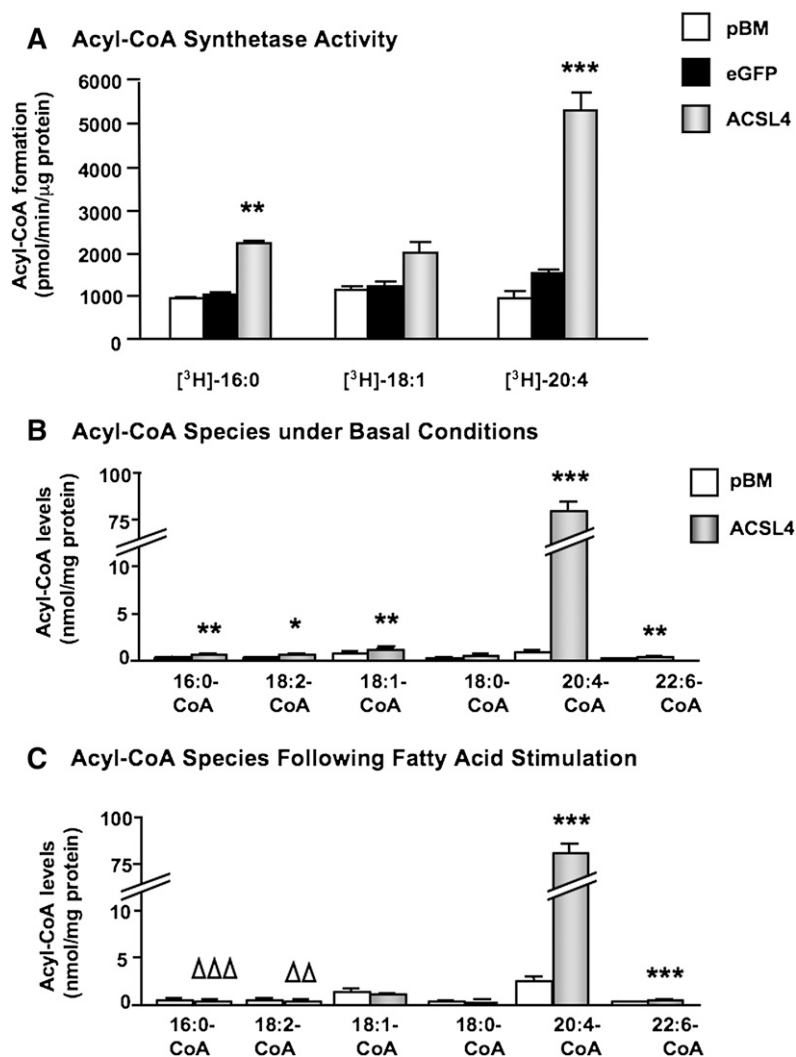 A Acyl-CoA Synthetase Activity
pBM
eGFP
ACSL4
Acyl-CoA formation
(pmol/min/µg protein)
6000
5000
4000
3000
2000
1000
0
**
***
[³H]-16:0 [³H]-18:1 [³H]-20:4
B Acyl-CoA Species under Basal Conditions
pBM
ACSL4
Acyl-CoA levels
(nmol/mg protein)
100
75
10
5
0
** * ** *** **
16:0- 18:2- 18:1- 18:0- 20:4- 22:6-
CoA CoA CoA CoA CoA CoA
C Acyl-CoA Species Following Fatty Acid Stimulation
Acyl-CoA levels
(nmol/mg protein)
100
75
10
5
0
ΔΔΔ ΔΔ *** ***
16:0- 18:2- 18:1- 18:0- 20:4- 22:6-
CoA CoA CoA CoA CoA CoA